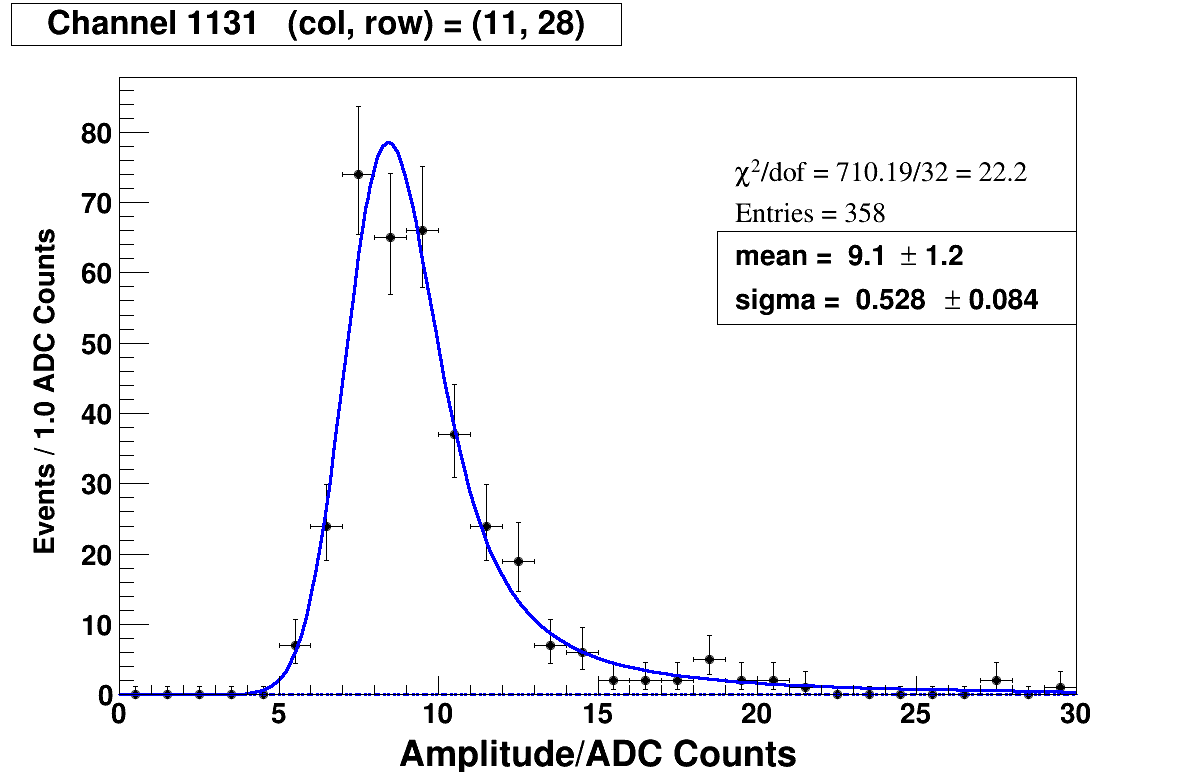 Channel 1131 (col, row) = (11, 28)
χ²/dof = 710.19/32 = 22.2
Entries = 358
mean = 9.1 ± 1.2
sigma = 0.528 ± 0.084
Events / 1.0 ADC Counts
80
70
60
50
40
30
20
10
0
0 5 10 15 20 25 30
Amplitude/ADC Counts